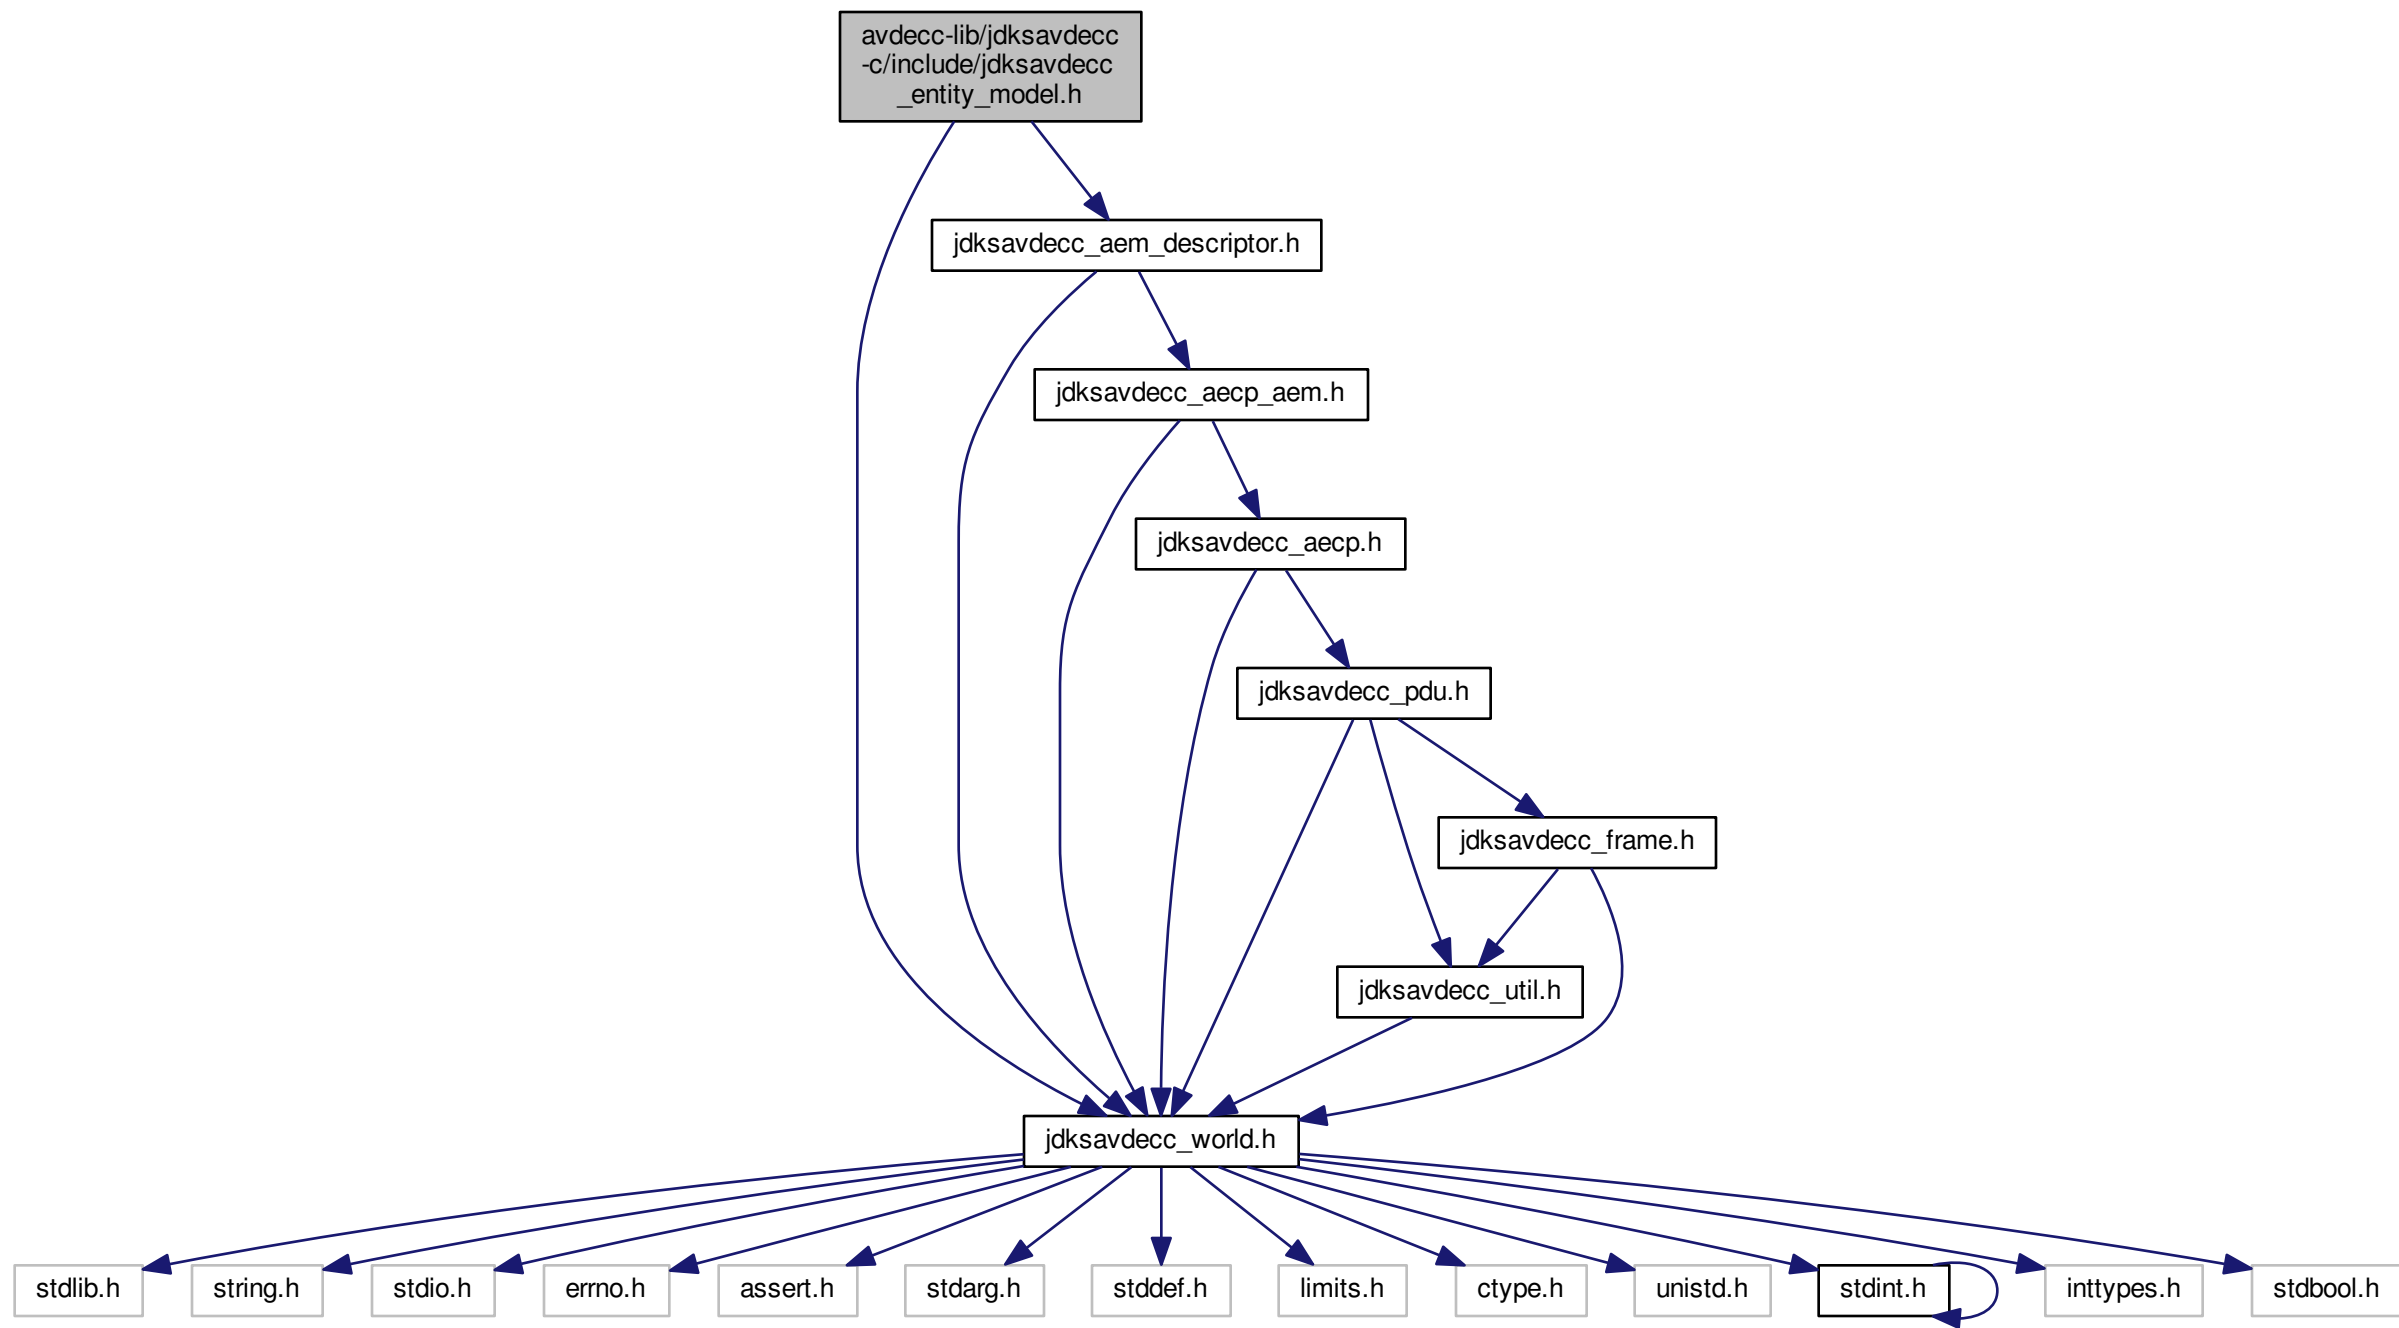 avdecc-lib/jdksavdecc
-c/include/jdksavdecc
_entity_model.h
jdksavdecc_aem_descriptor.h
jdksavdecc_aecp_aem.h
jdksavdecc_aecp.h
jdksavdecc_pdu.h
jdksavdecc_frame.h
jdksavdecc_util.h
jdksavdecc_world.h
stdlib.h
string.h
stdio.h
errno.h
assert.h
stdarg.h
stddef.h
limits.h
ctype.h
unistd.h
stdint.h
inttypes.h
stdbool.h